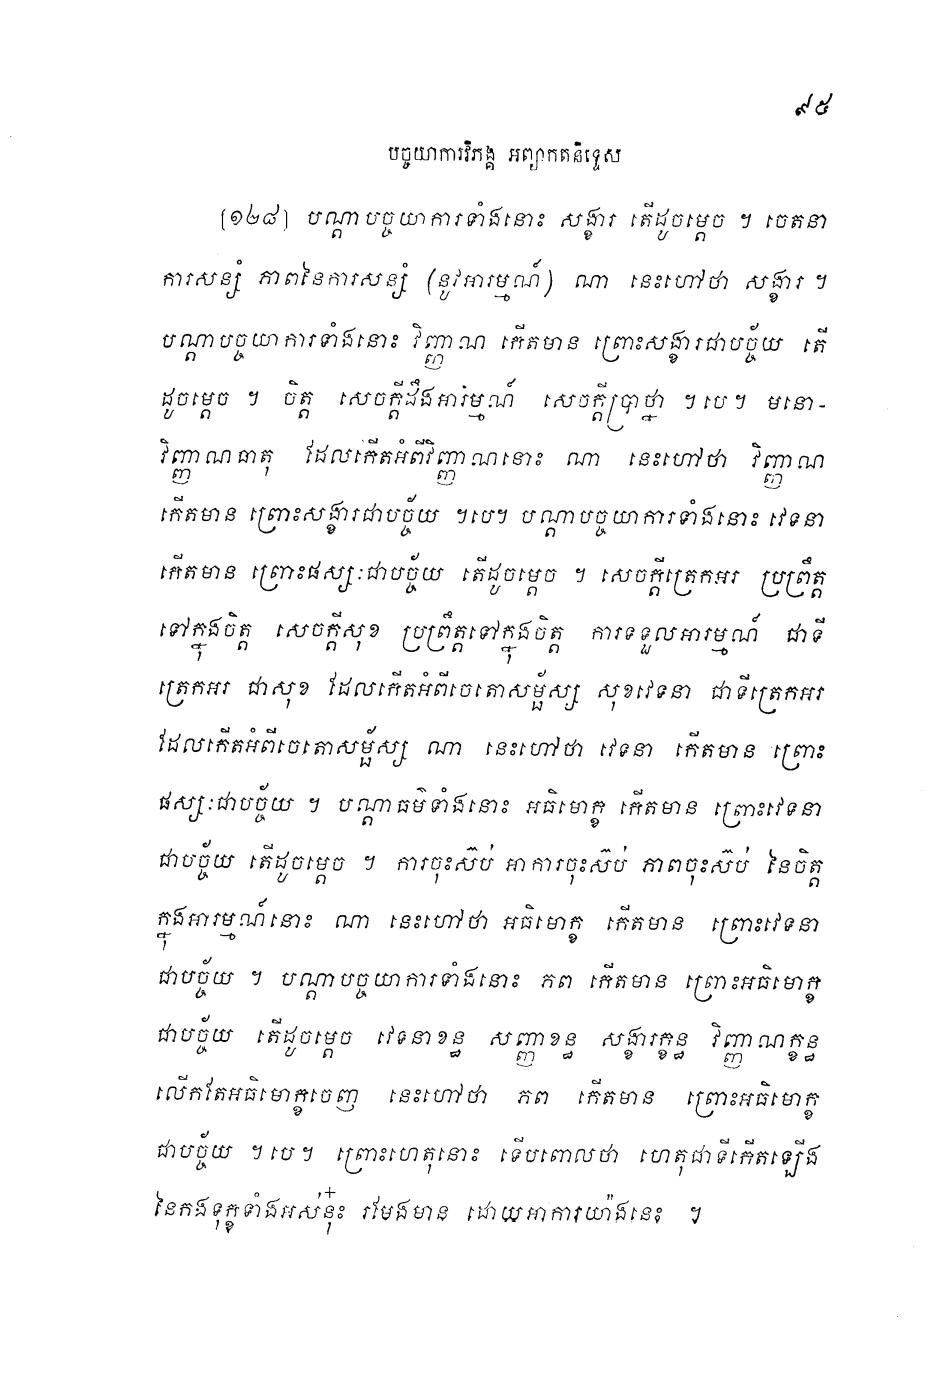 ៩៥
បច្ចយាការវិភង្គ អព្យាកតនិទ្ទេស
[១២៨] បណ្តាបច្ចយាការទាំងនោះ សង្ខារ តើដូចម្តេច ។ ចេតនា
ការសន្សំ ភាពនៃការសន្សំ (នូវអារម្មណ៍) ណា នេះហៅថា សង្ខារ ។
បណ្តាបច្ចយាការទាំងនោះ វិញ្ញាណ កើតមាន ព្រោះសង្ខារជាបច្ច័យ តើ
ដូចម្តេច ។ ចិត្ត សេចក្តីដឹងអារម្មណ៍ សេចក្តីប្រាថ្នា ។ បេ ។ មនោ-
វិញ្ញាណធាតុ ដែលកើតអំពីវិញ្ញាណនោះ ណា នេះហៅថា វិញ្ញាណ
កើតមាន ព្រោះសង្ខារជាបច្ច័យ ។បេ។ បណ្តាបច្ចយាការទាំងនោះ វេទនា
កើតមាន ព្រោះផស្សៈជាបច្ច័យ តើដូចម្តេច ។ សេចក្តីត្រេកអរ ប្រព្រឹត្ត
ទៅក្នុងចិត្ត សេចក្តីសុខ ប្រព្រឹត្តទៅក្នុងចិត្ត ការទទួលអារម្មណ៍ ជាទី
ត្រេកអរ ជាសុខ ដែលកើតអំពីចេតោសម្ផ័ស្ស សុខវេទនា ជាទីត្រេកអរ
ដែលកើតអំពីចេតោសម្ផ័ស្ស ណា នេះហៅថា វេទនា កើតមាន ព្រោះ
ផស្សៈជាបច្ច័យ ។ បណ្តាធម៌ទាំងនោះ អធិមោក្ខ កើតមាន ព្រោះវេទនា
ជាបច្ច័យ តើដូចម្តេច ។ ការចុះស៊ប់ អាការចុះស៊ប់ ភាពចុះស៊ប់ នៃចិត្ត
ក្នុងអារម្មណ៍នោះ ណា នេះហៅថា អធិមោក្ខ កើតមាន ព្រោះវេទនា
ជាបច្ច័យ ។ បណ្តាបច្ចយាការទាំងនោះ ភព កើតមាន ព្រោះអធិមោក្ខ
ជាបច្ច័យ តើដូចម្តេច វេទនាខន្ធ សញ្ញាខន្ធ សង្ខារក្ខន្ធ វិញ្ញាណក្ខន្ធ
លើកតែអធិមោក្ខចេញ នេះហៅថា ភព កើតមាន ព្រោះអធិមោក្ខ
ជាបច្ច័យ ។ បេ ។ ព្រោះហេតុនោះ ទើបពោលថា ហេតុជាទីកើតឡើង
នៃកងទុក្ខទាំងអស់នុ៎ះ រមែងមាន ដោយអាការយ៉ាងនេះ ។